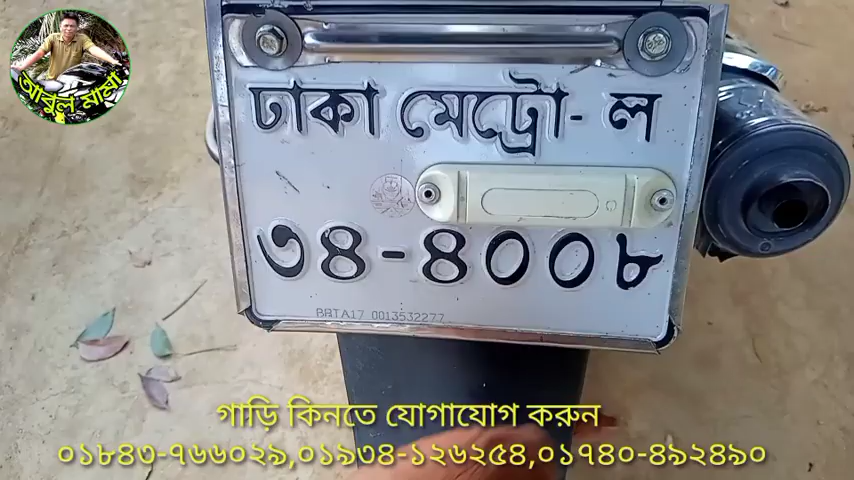 আবুল মামা
ঢাকা মেট্রো- ল
৩৪-৪০০৮
BRTA17 0013532277
গাড়ি কিনতে যোগাযোগ করুন
০১৮৪৩-৭৬৬০২৯,০১৯৩৪-১২৬২৫৪,০১৭৪০-৪৯২৪৯০